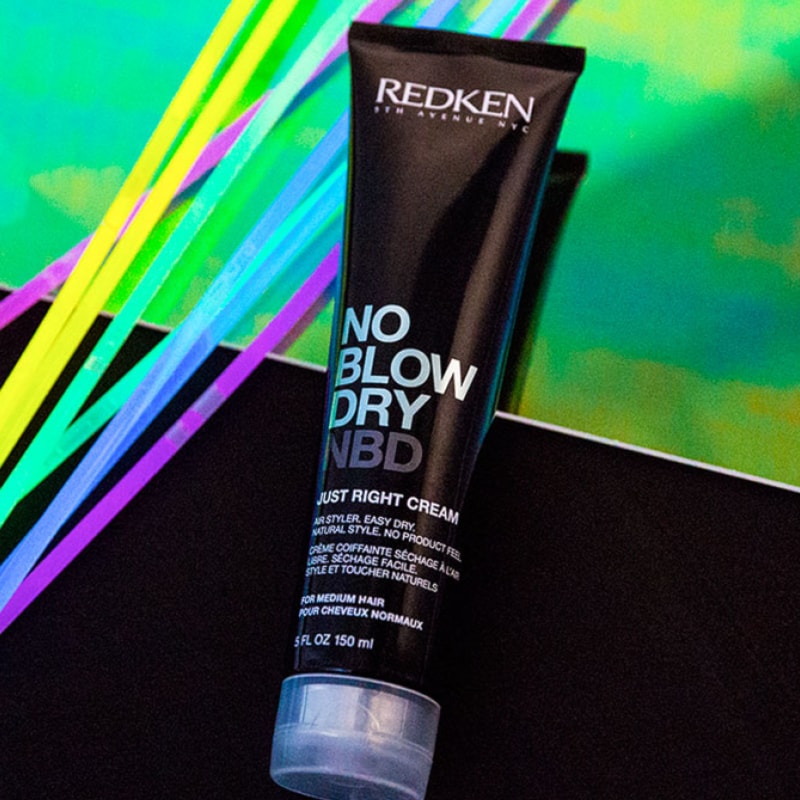 REDKEN
5TH AVENUE NYC
NO
BLOW
DRY
NBD
JUST RIGHT CREAM
AIR STYLER. EASY DRY.
NATURAL STYLE. NO PRODUCT FEEL.
CRÈME COIFFANTE SÉCHAGE À L'AIR
LIBRE. SÉCHAGE FACILE.
STYLE ET TOUCHER NATURELS
FOR MEDIUM HAIR
POUR CHEVEUX NORMAUX
5 FL OZ 150 ml